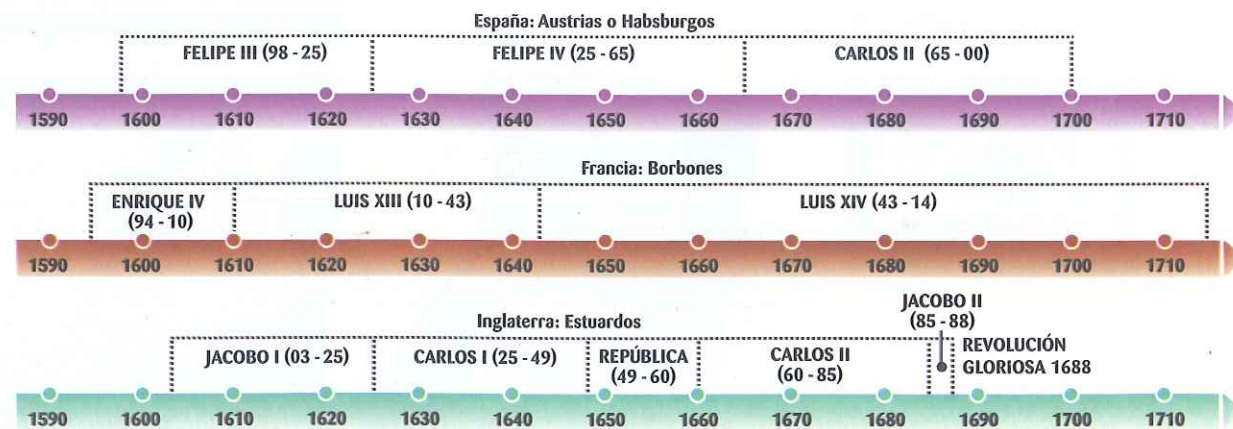 España: Austrias o Habsburgos
FELIPE III (98 - 25)
FELIPE IV (25 - 65)
CARLOS II (65 - 00)
1590 1600 1610 1620 1630 1640 1650 1660 1670 1680 1690 1700 1710
Francia: Borbones
ENRIQUE IV
(94 - 10)
LUIS XIII (10 - 43)
LUIS XIV (43 - 14)
1590 1600 1610 1620 1630 1640 1650 1660 1670 1680 1690 1700 1710
Inglaterra: Estuardos
JACOBO I (03 - 25)
CARLOS I (25 - 49)
REPÚBLICA
(49 - 60)
CARLOS II
(60 - 85)
JACOBO II
(85 - 88)
REVOLUCIÓN
GLORIOSA 1688
1590 1600 1610 1620 1630 1640 1650 1660 1670 1680 1690 1700 1710